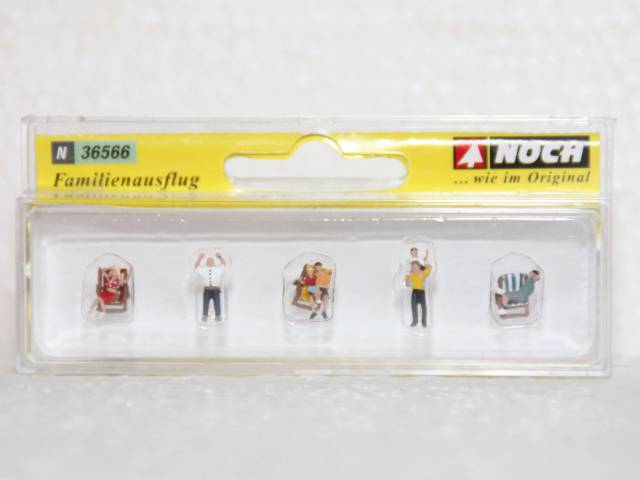 N 36566
Familienausflug
NOCH
... wie im Original